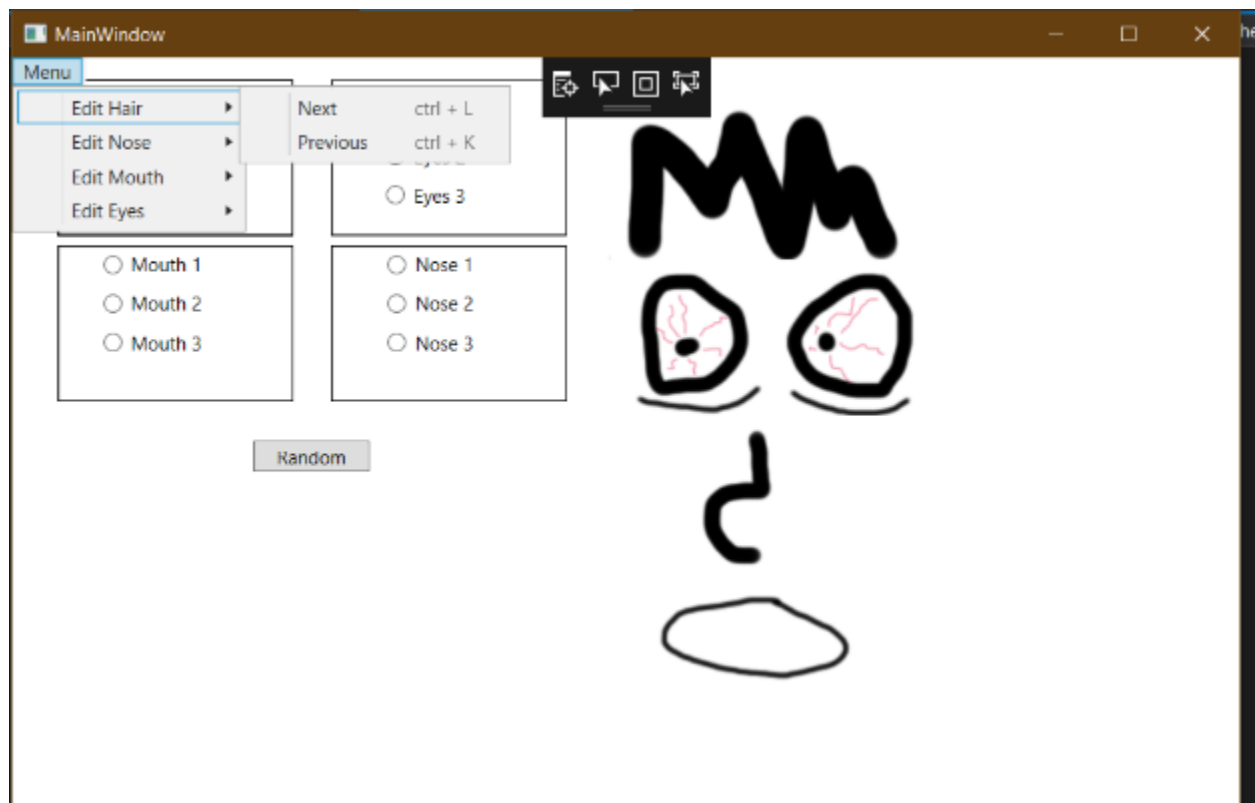 MainWindow
he
Menu
Edit Hair
Next ctrl + L
Edit Nose
Previous ctrl + K
Edit Mouth
Edit Eyes
Eyes 3
Mouth 1
Nose 1
Mouth 2
Nose 2
Mouth 3
Nose 3
Random